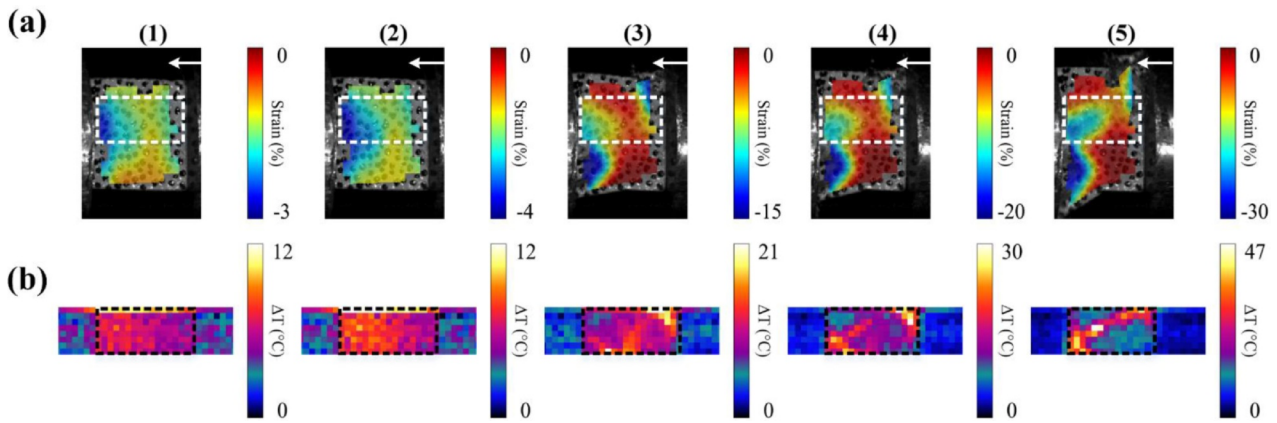 (a)
(1) (2) (3) (4) (5)
0 0 0 0 0
Strain (%) Strain (%) Strain (%) Strain (%) Strain (%)
-3 -4 -15 -20 -30
(b)
12 12 21 30 47
ΔT (°C) ΔT (°C) ΔT (°C) ΔT (°C) ΔT (°C)
0 0 0 0 0